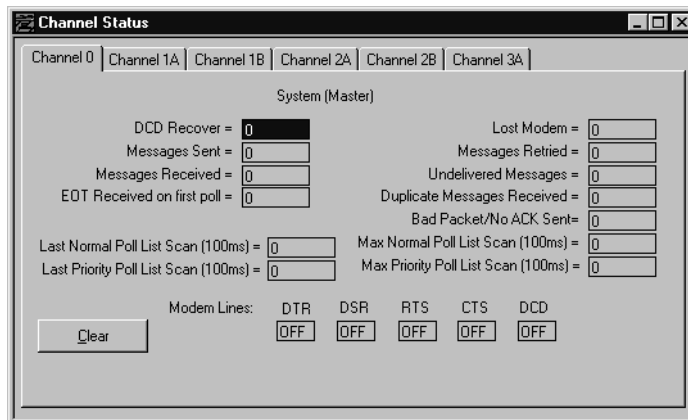 Channel Status
Channel 0 Channel 1A Channel 1B Channel 2A Channel 2B Channel 3A
System (Master)
DCD Recover = 0 Lost Modem = 0
Messages Sent = 0 Messages Retried = 0
Messages Received = 0 Undelivered Messages = 0
EOT Received on first poll = 0 Duplicate Messages Received = 0
Bad Packet/No ACK Sent= 0
Last Normal Poll List Scan (100ms) = 0 Max Normal Poll List Scan (100ms) = 0
Last Priority Poll List Scan (100ms) = 0 Max Priority Poll List Scan (100ms) = 0
Modem Lines: DTR DSR RTS CTS DCD
Clear OFF OFF OFF OFF OFF